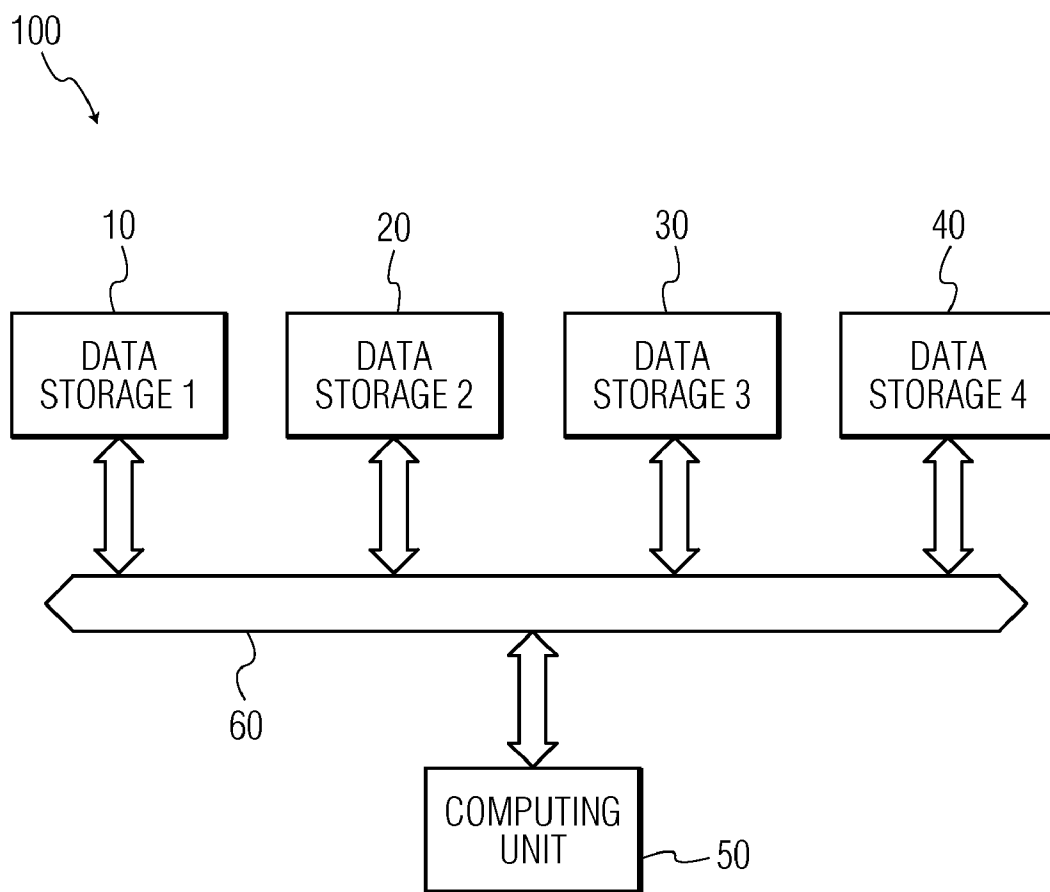 100
10
20
30
40
DATA
STORAGE 1
DATA
STORAGE 2
DATA
STORAGE 3
DATA
STORAGE 4
60
COMPUTING
UNIT
50